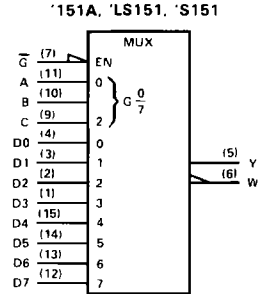 '151A, 'LS151, 'S151
MUX
G̅ (7) EN
A (11) 0
B (10) G 0/7
C (9) 2
D0 (4) 0
D1 (3) 1 (5) Y
D2 (2) 2 (6) W
D3 (1) 3
D4 (15) 4
D5 (14) 5
D6 (13) 6
D7 (12) 7